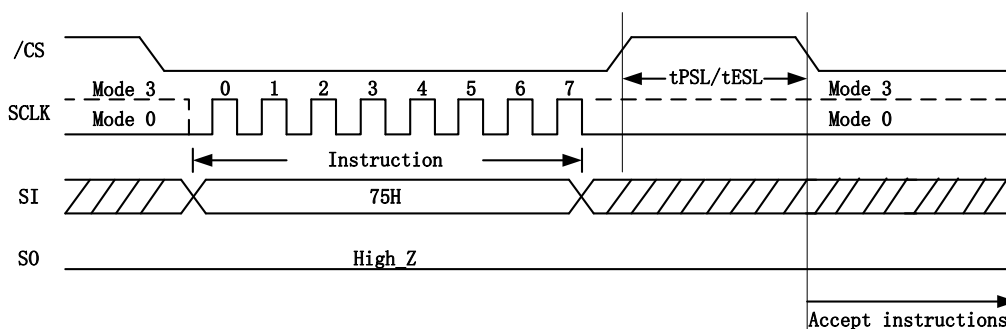 /CS
tPSL/tESL
Mode 3 0 1 2 3 4 5 6 7 Mode 3
SCLK
Mode 0 Mode 0
Instruction
SI 75H
SO High_Z
Accept instructions